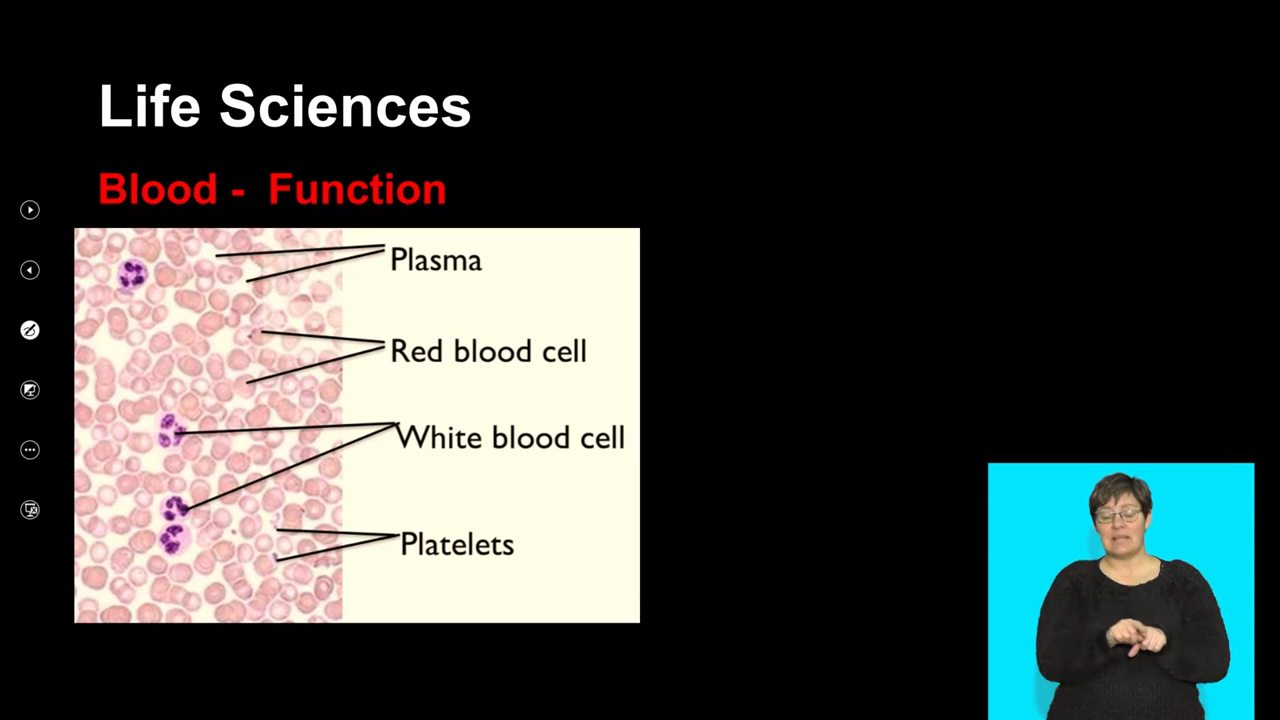 Life Sciences
Blood - Function
Plasma
Red blood cell
White blood cell
Platelets